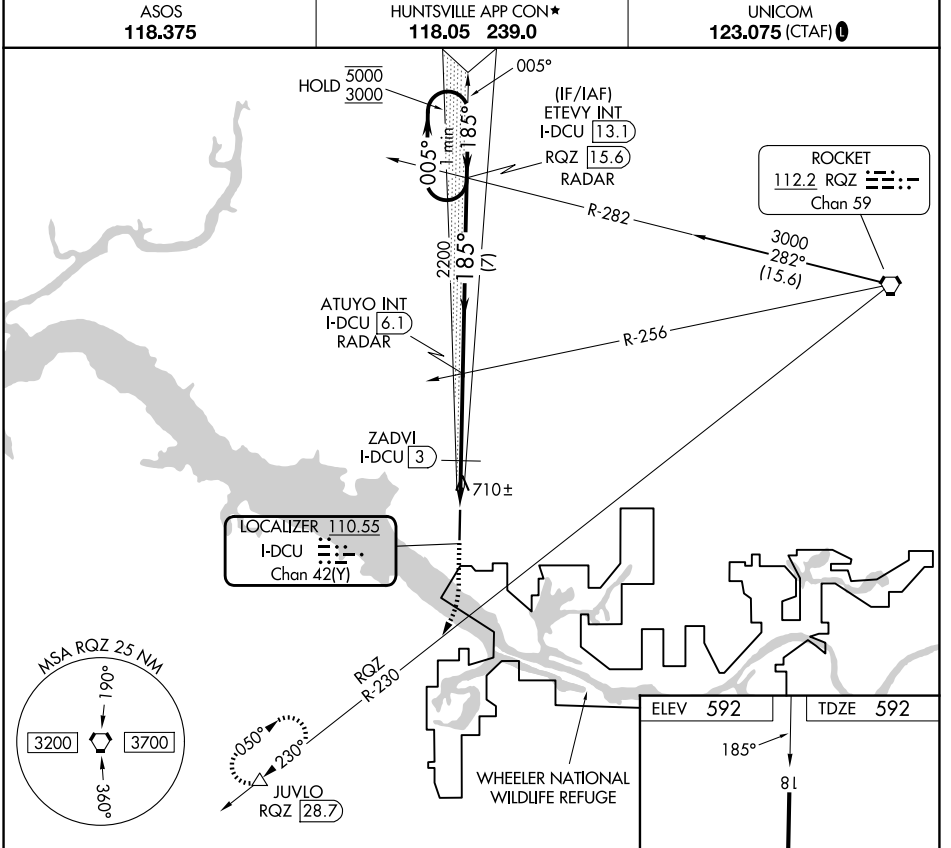 ASOS
118.375
HUNTSVILLE APP CON★
118.05 239.0
UNICOM
123.075 (CTAF) L
HOLD 5000
3000
005°
005°
1 min
185°
(IF/IAF)
ETEVY INT
I-DCU 13.1
RQZ 15.6
RADAR
ROCKET
112.2 RQZ
Chan 59
R-282
3000
282°
(15.6)
2200
185°
(7)
ATUYO INT
I-DCU 6.1
RADAR
R-256
ZADVI
I-DCU 3
710±
LOCALIZER 110.55
I-DCU
Chan 42(Y)
MSA RQZ 25 NM
190°
3200
3700
360°
RQZ
R-230
050°
230°
JUVLO
RQZ 28.7
WHEELER NATIONAL
WILDLIFE REFUGE
ELEV 592
TDZE 592
185°
18